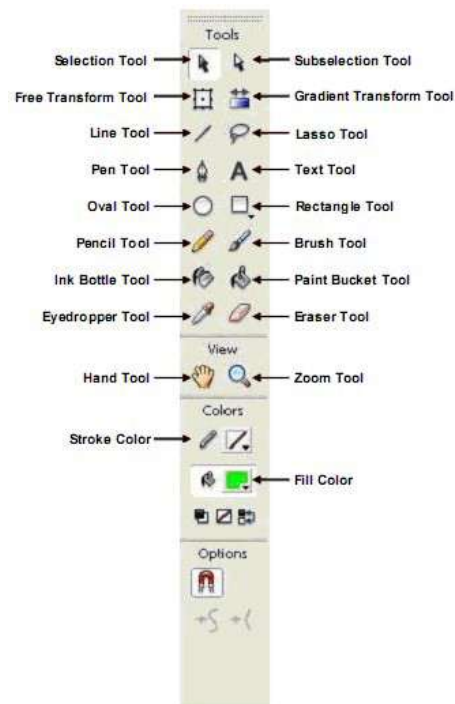 Tools
Selection Tool
Subselection Tool
Free Transform Tool
Gradient Transform Tool
Line Tool
Lasso Tool
Pen Tool
A
Text Tool
Oval Tool
Rectangle Tool
Pencil Tool
Brush Tool
Ink Bottle Tool
Paint Bucket Tool
Eyedropper Tool
Eraser Tool
View
Hand Tool
Zoom Tool
Colors
Stroke Color
Fill Color
Options